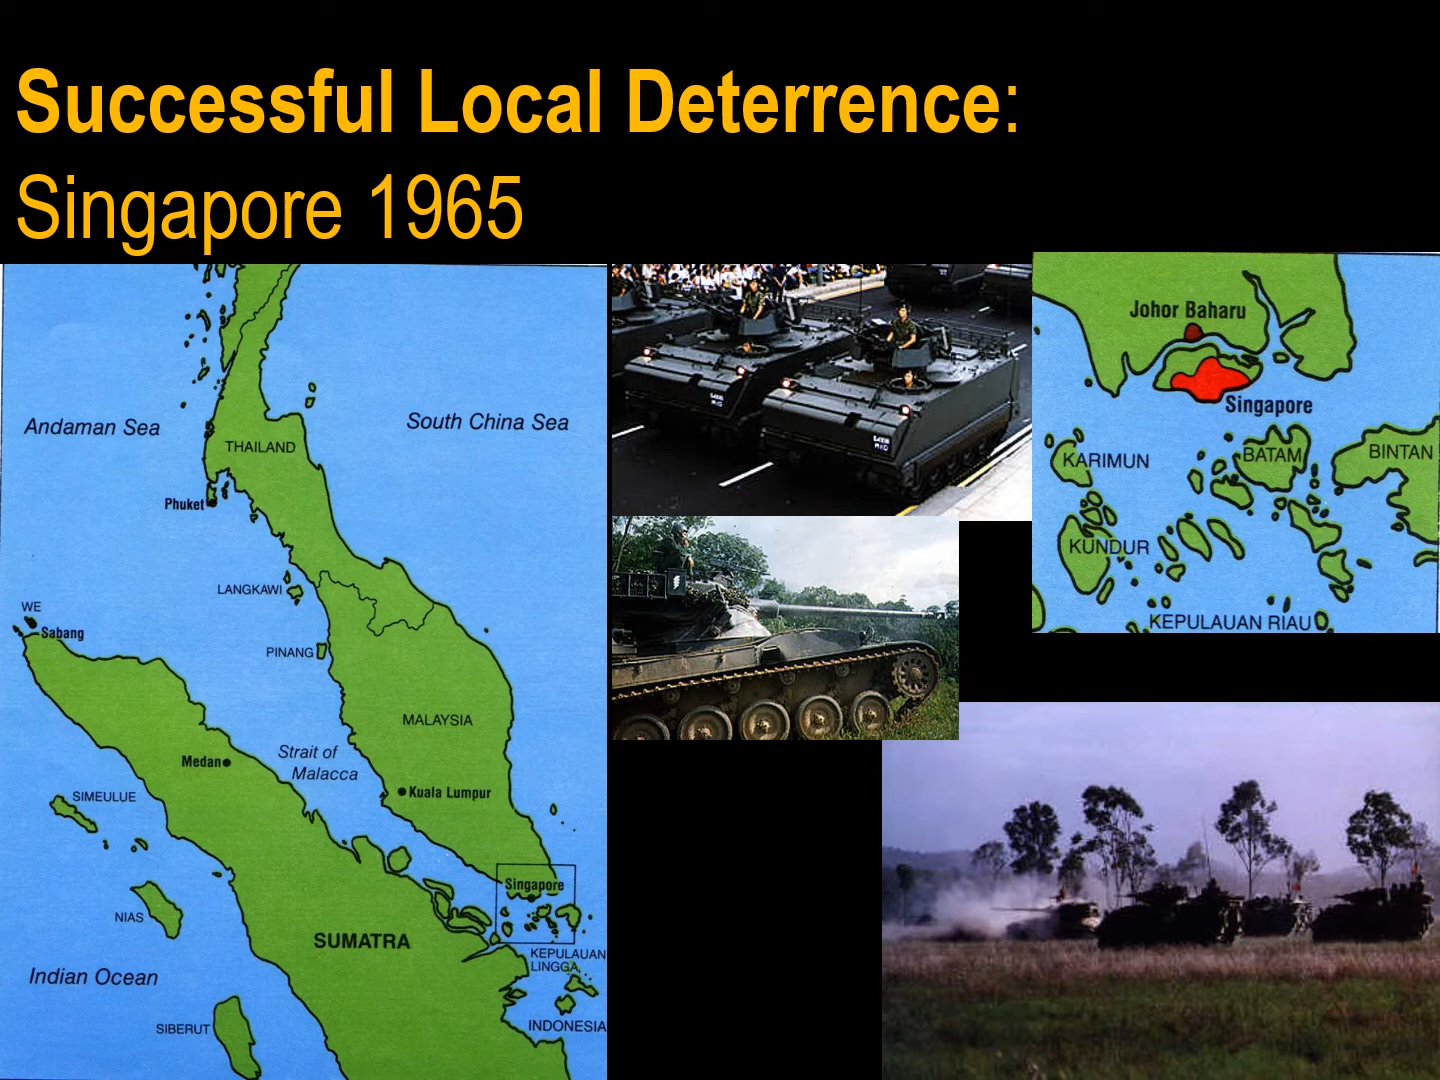 Successful Local Deterrence:
Singapore 1965
Andaman Sea
South China Sea
THAILAND
Phuket
LANGKAWI
WE
Sabang
PINANG
MALAYSIA
Strait of
Malacca
Medan
Kuala Lumpur
SIMEULUE
Singapore
NIAS
SUMATRA
KEPULAUAN
LINGGA
Indian Ocean
INDONESIA
SIBERUT
Johor Baharu
Singapore
KARIMUN
BATAM
BINTAN
KUNDUR
KEPULAUAN RIAU